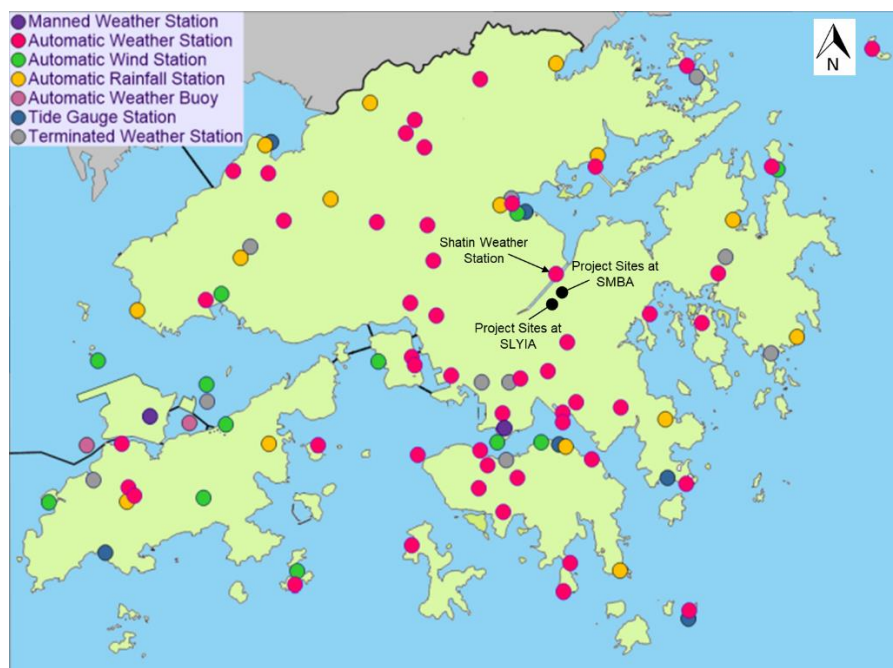 Manned Weather Station
Automatic Weather Station
Automatic Wind Station
Automatic Rainfall Station
Automatic Weather Buoy
Tide Gauge Station
Terminated Weather Station
N
Shatin Weather
Station
Project Sites at
SMBA
Project Sites at
SLYIA